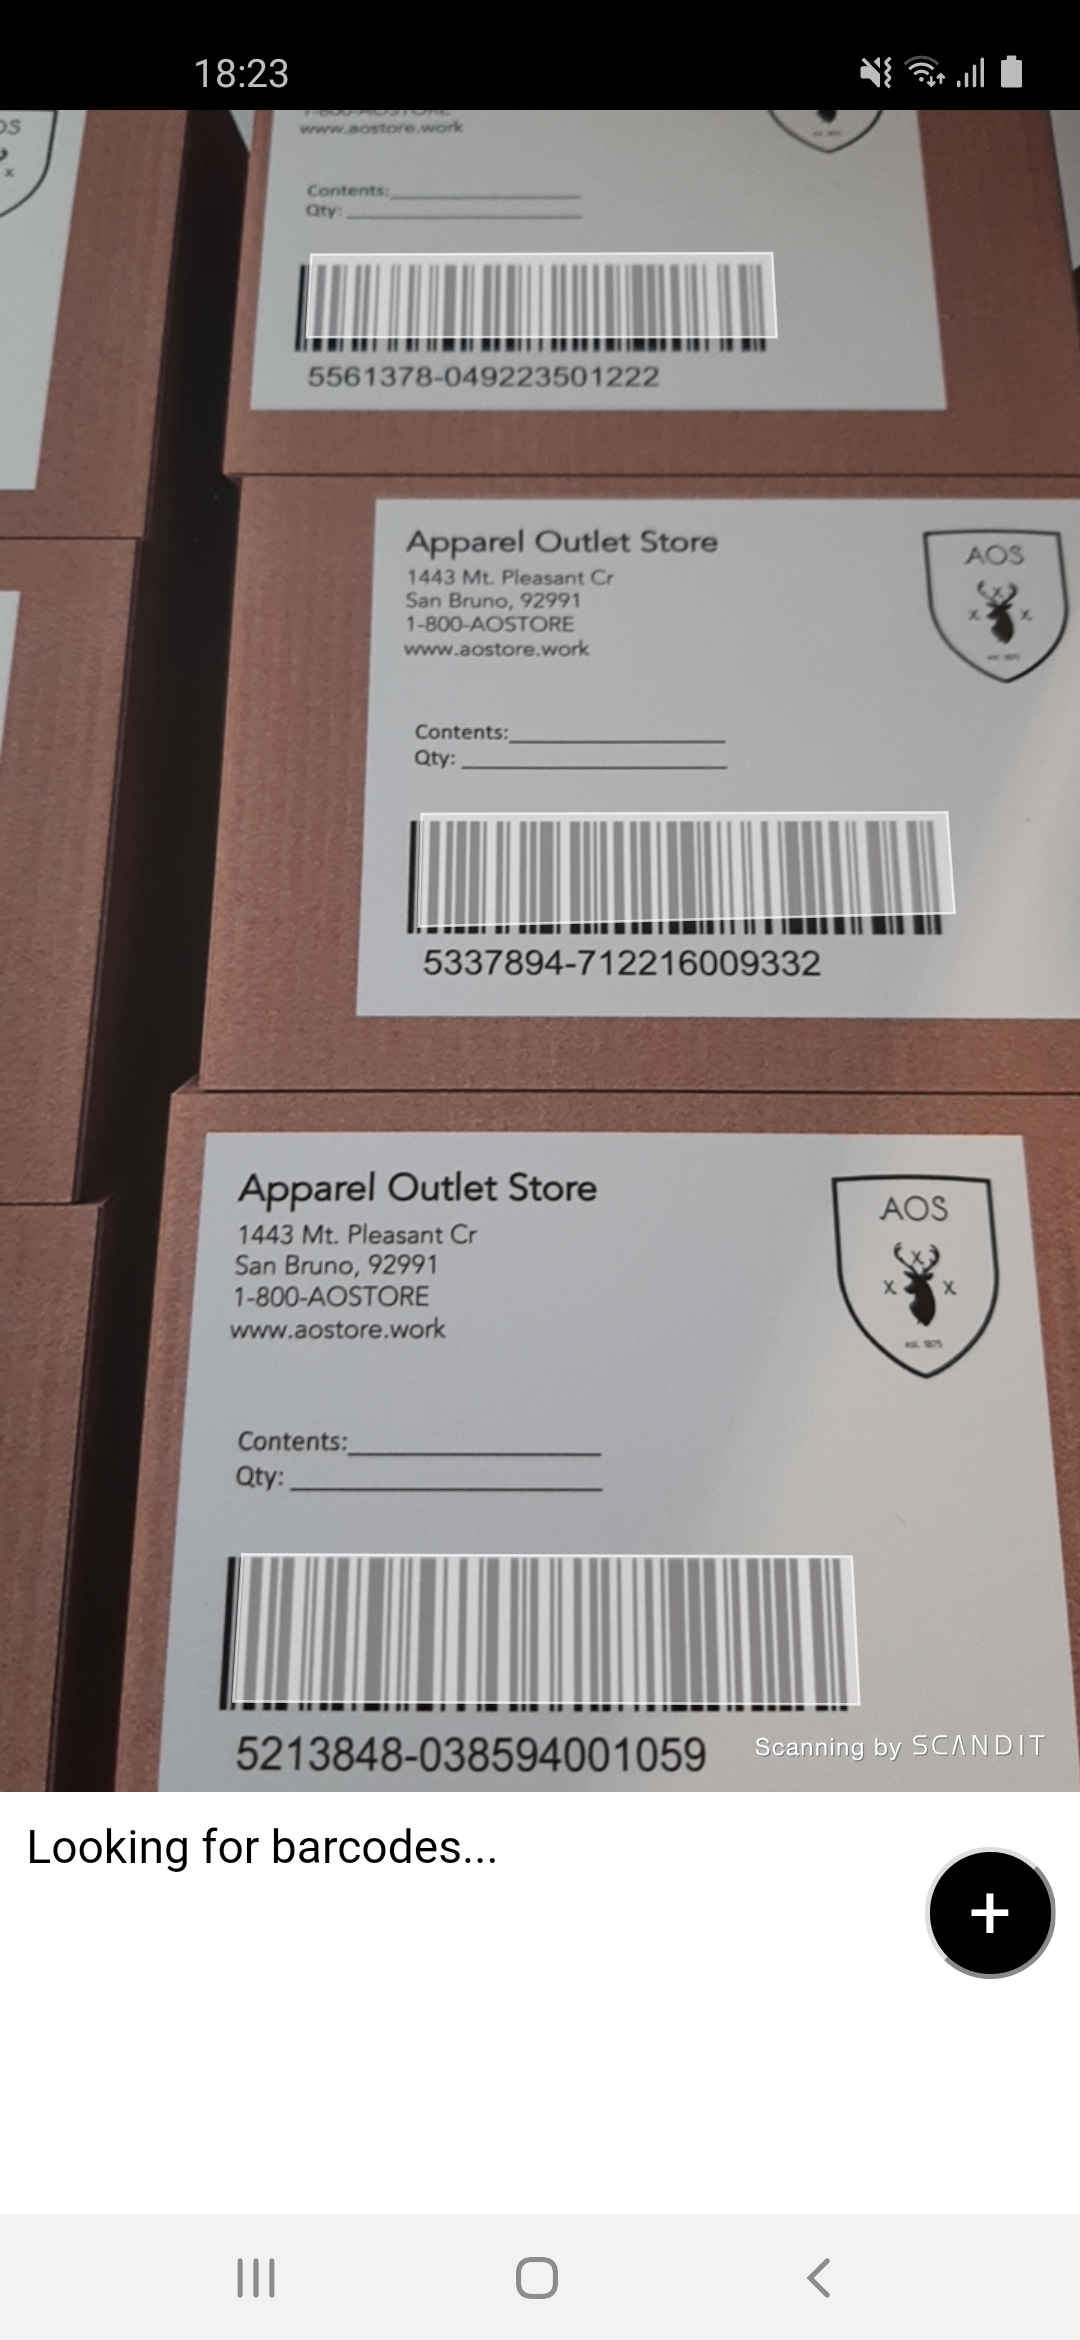 18:23
www.aostore.work
Contents:
Qty:
5561378-049223501222
Apparel Outlet Store
1443 Mt. Pleasant Cr
San Bruno, 92991
1-800-AOSTORE
www.aostore.work
AOS
x x x
Contents:
Qty:
5337894-712216009332
Apparel Outlet Store
1443 Mt. Pleasant Cr
San Bruno, 92991
1-800-AOSTORE
www.aostore.work
AOS
x x x
est. 1875
Contents:
Qty:
5213848-038594001059
Scanning by SCANDIT
Looking for barcodes...
+